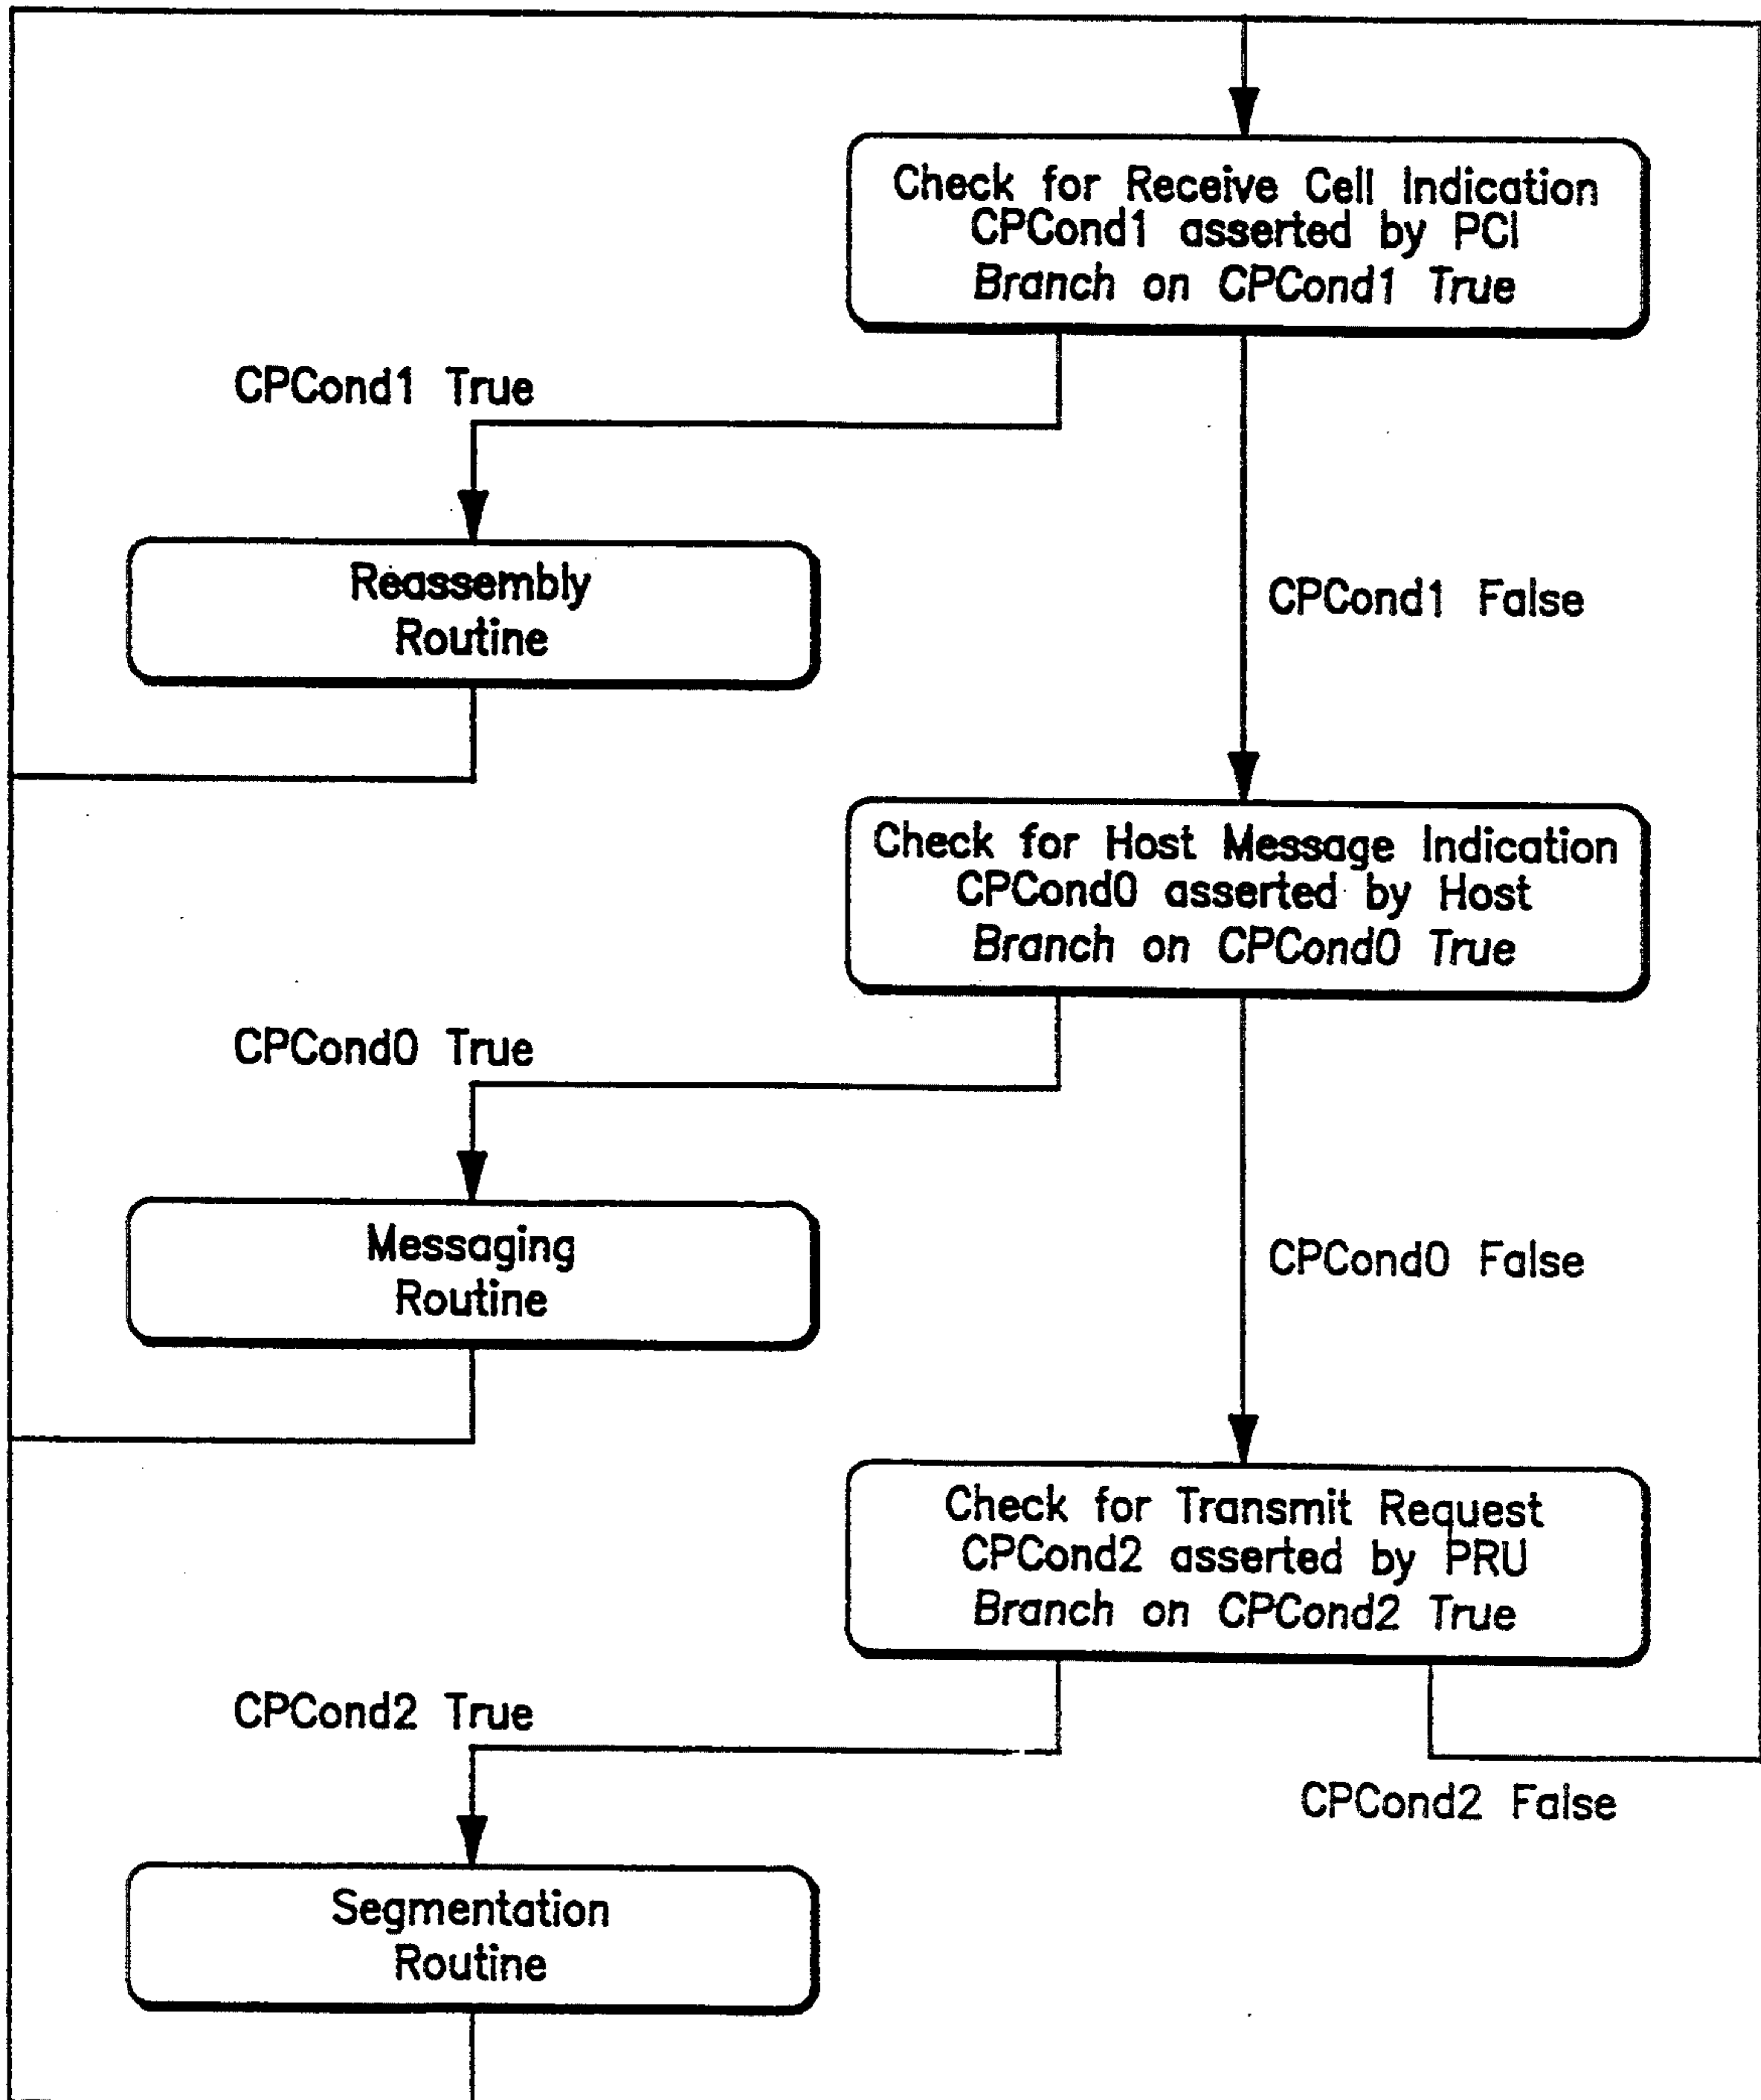 Check for Receive Cell Indication
CPCond1 asserted by PCI
Branch on CPCond1 True
CPCond1 True
Reassembly
Routine
CPCond1 False
Check for Host Message Indication
CPCond0 asserted by Host
Branch on CPCond0 True
CPCond0 True
Messaging
Routine
CPCond0 False
Check for Transmit Request
CPCond2 asserted by PRU
Branch on CPCond2 True
CPCond2 True
CPCond2 False
Segmentation
Routine